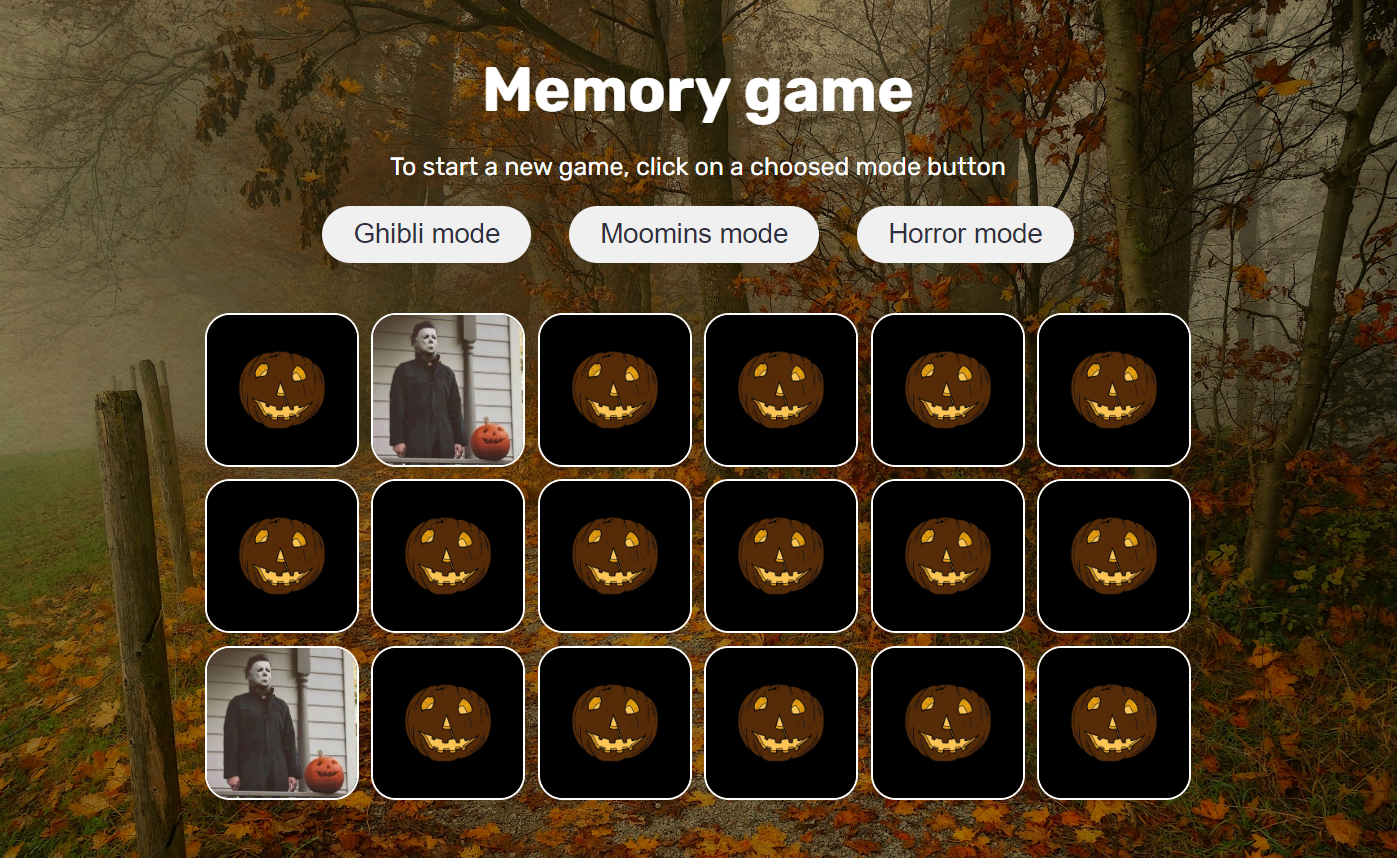 Memory game
To start a new game, click on a choosed mode button
Ghibli mode
Moomins mode
Horror mode